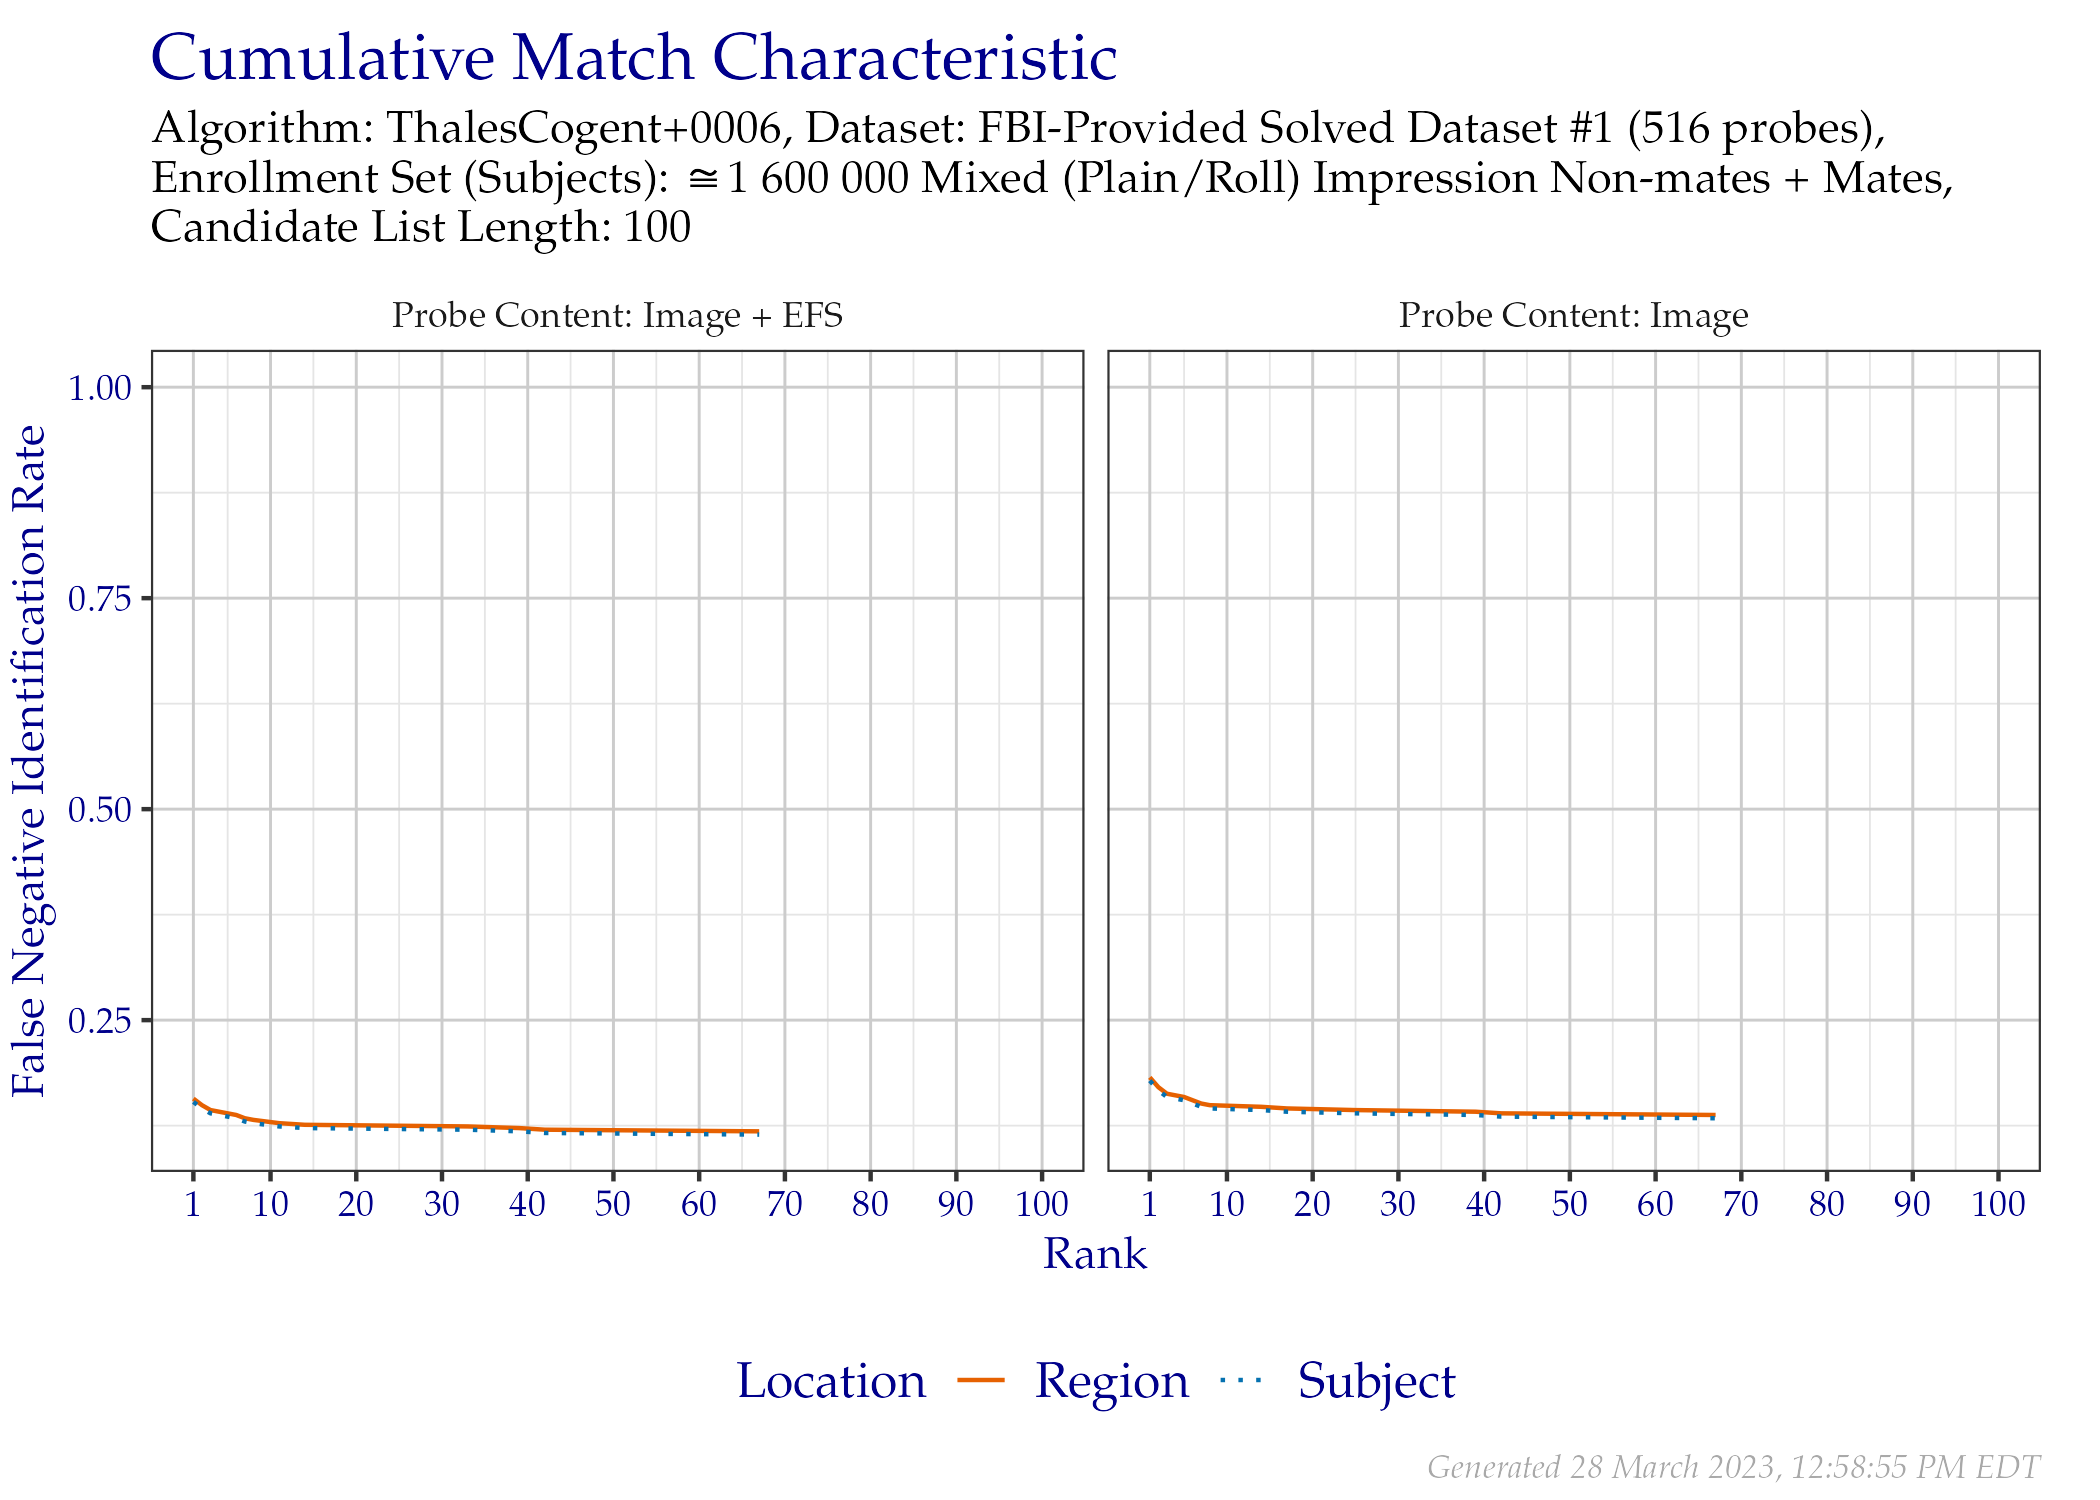 Cumulative Match Characteristic
Algorithm: ThalesCogent+0006, Dataset: FBI-Provided Solved Dataset #1 (516 probes),
Enrollment Set (Subjects): ≅ 1 600 000 Mixed (Plain/Roll) Impression Non-mates + Mates,
Candidate List Length: 100
Probe Content: Image + EFS
Probe Content: Image
False Negative Identification Rate
1.00
0.75
0.50
0.25
1 10 20 30 40 50 60 70 80 90 100
1 10 20 30 40 50 60 70 80 90 100
Rank
Location Region Subject
Generated 28 March 2023, 12:58:55 PM EDT